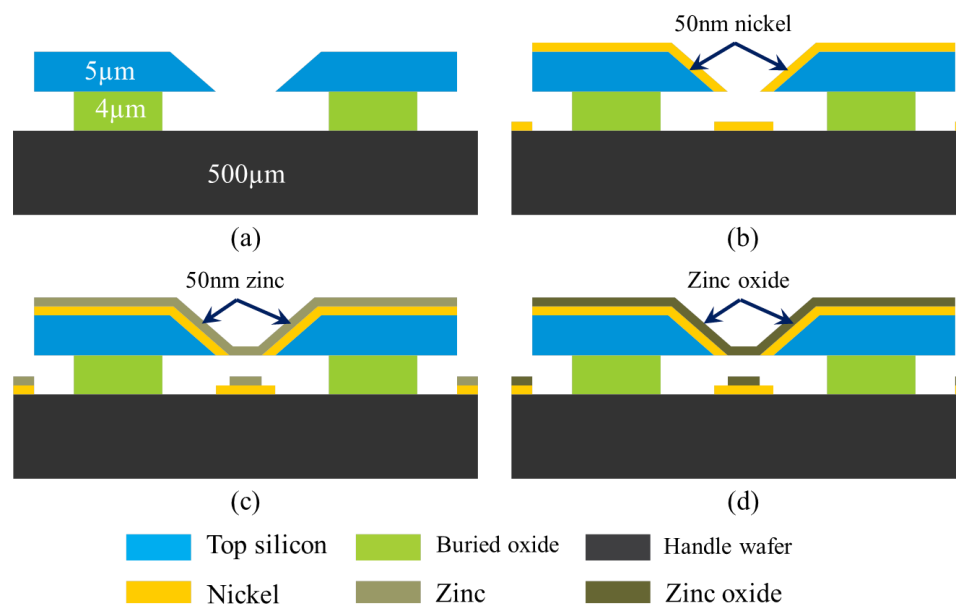 50nm nickel
5µm
4µm
500µm
(a)
(b)
50nm zinc
Zinc oxide
(c)
(d)
Top silicon
Buried oxide
Handle wafer
Nickel
Zinc
Zinc oxide